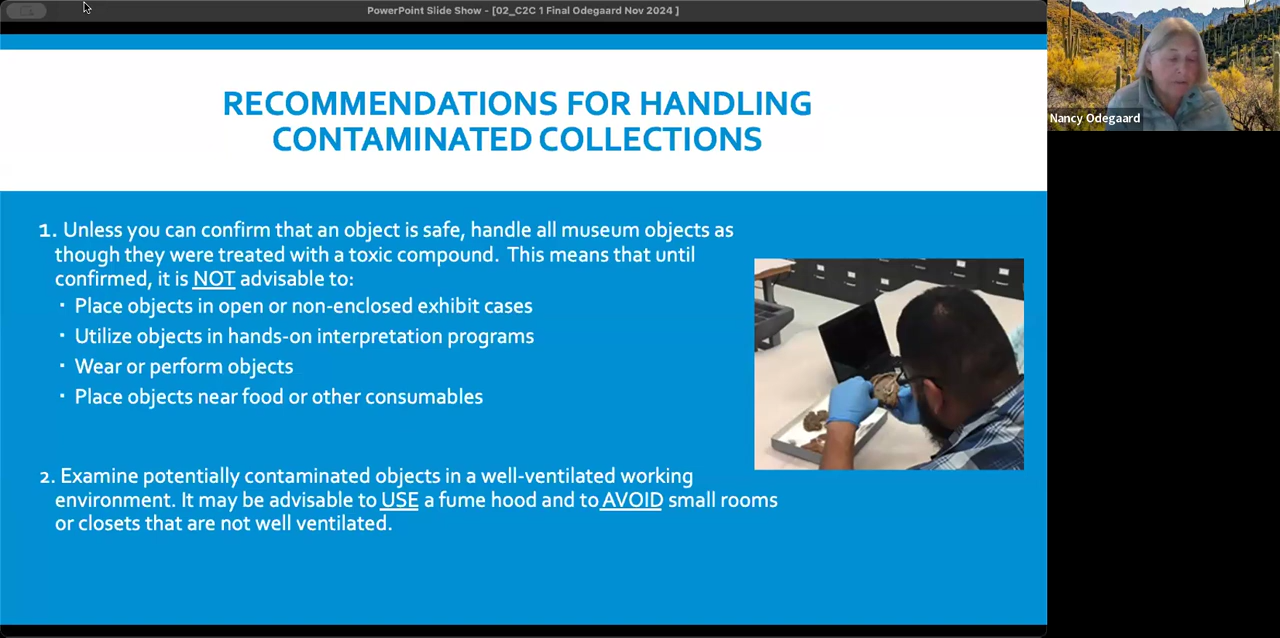 PowerPoint Slide Show - [02_C2C 1 Final Odegaard Nov 2024 ]
RECOMMENDATIONS FOR HANDLING
CONTAMINATED COLLECTIONS
1. Unless you can confirm that an object is safe, handle all museum objects as
though they were treated with a toxic compound. This means that until
confirmed, it is NOT advisable to:
· Place objects in open or non-enclosed exhibit cases
· Utilize objects in hands-on interpretation programs
· Wear or perform objects
· Place objects near food or other consumables
2. Examine potentially contaminated objects in a well-ventilated working
environment. It may be advisable to USE a fume hood and to AVOID small rooms
or closets that are not well ventilated.
Nancy Odegaard